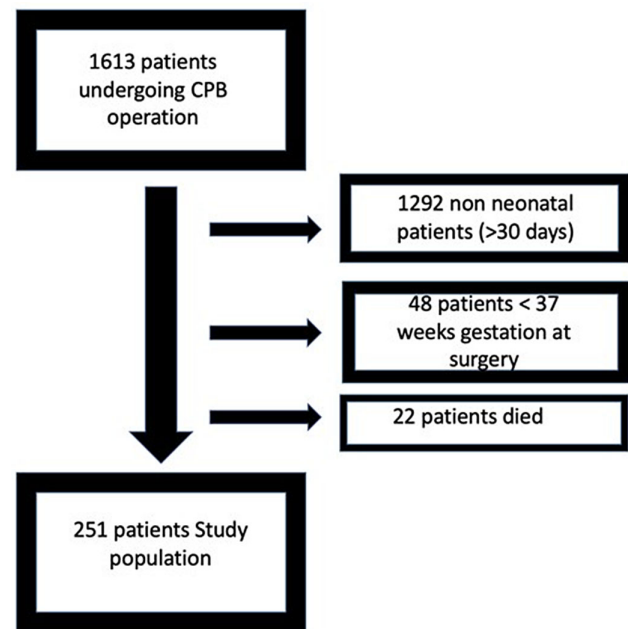 1613 patients
undergoing CPB
operation
1292 non neonatal
patients (>30 days)
48 patients < 37
weeks gestation at
surgery
22 patients died
251 patients Study
population